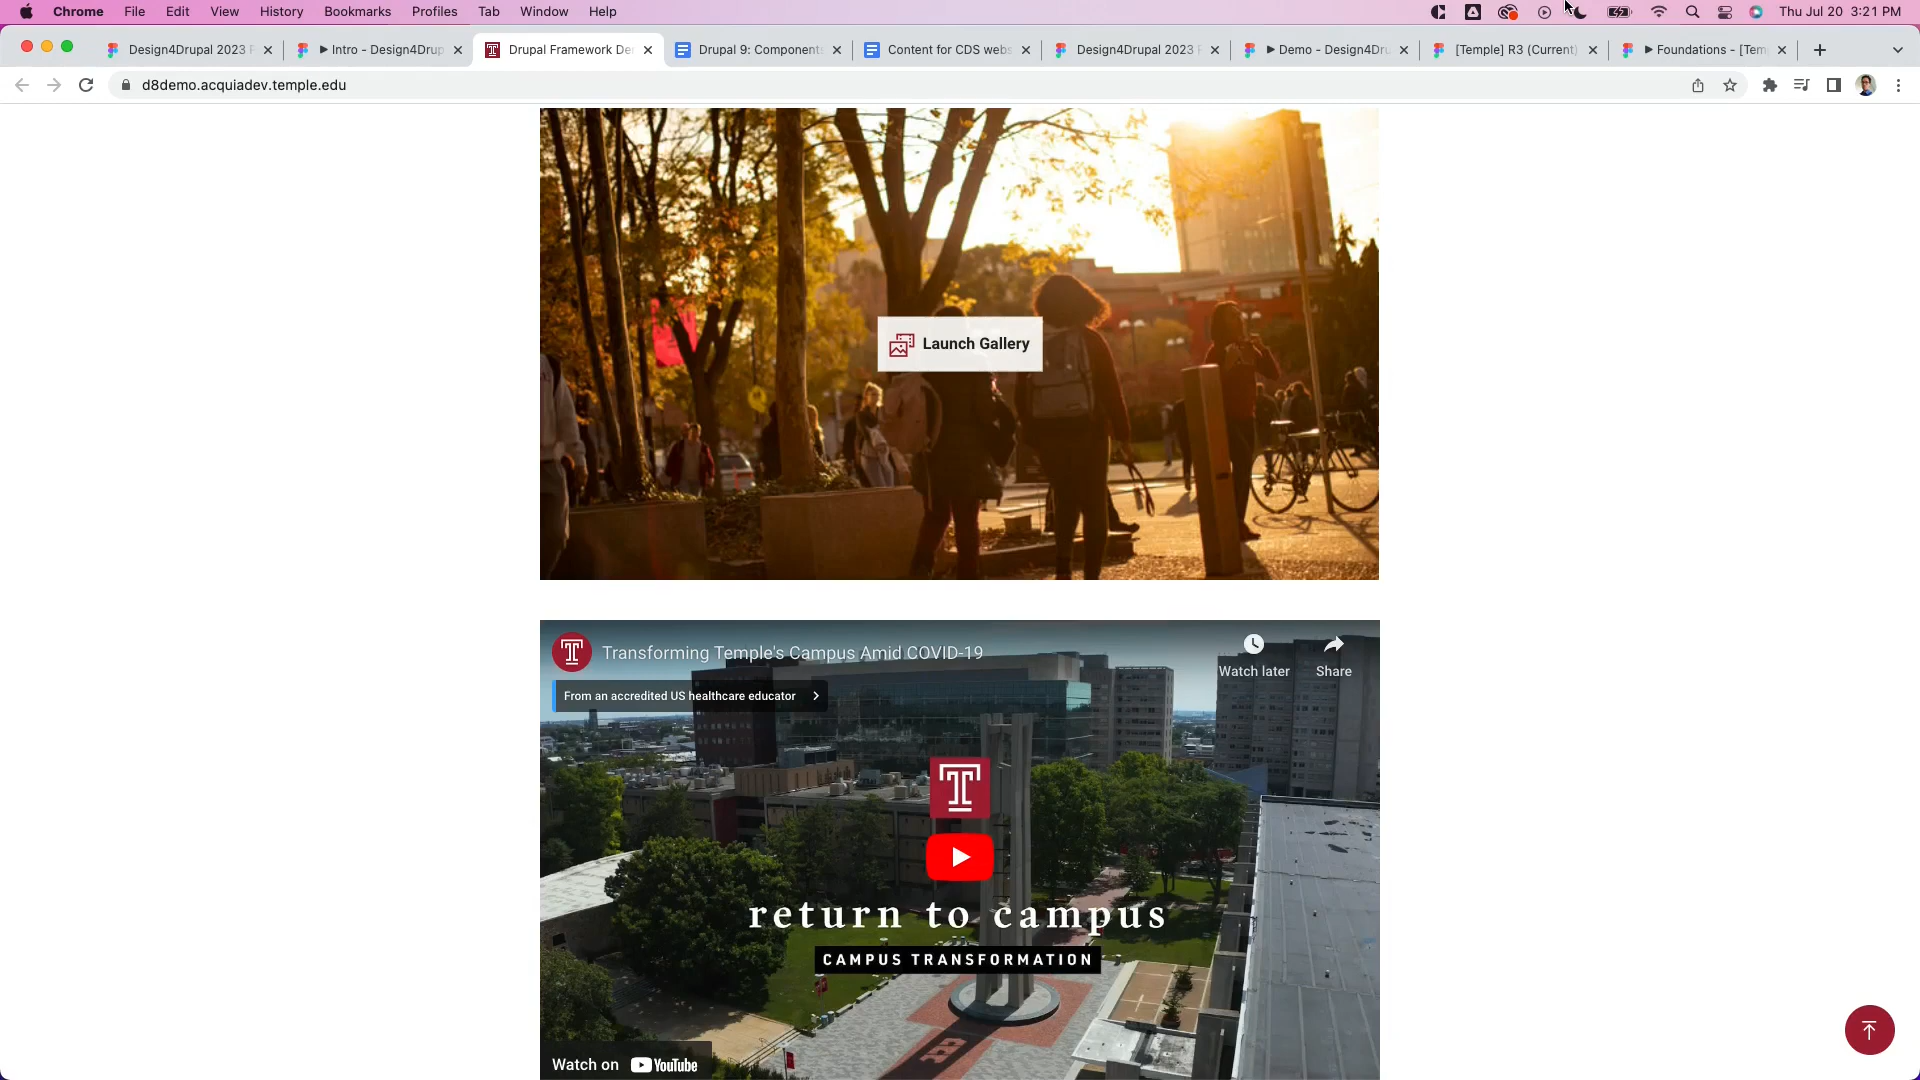 Chrome File Edit View History Bookmarks Profiles Tab Window Help Thu Jul 20 3:21 PM
Design4Drupal 2023 Intro - Design4Drup Drupal Framework De Drupal 9: Components Content for CDS webs Design4Drupal 2023 Demo - Design4Dru [Temple] R3 (Current) Foundations - [Tem
d8demo.acquiadev.temple.edu
Launch Gallery
Transforming Temple's Campus Amid COVID-19
Watch later Share
From an accredited US healthcare educator
return to campus
CAMPUS TRANSFORMATION
Watch on YouTube